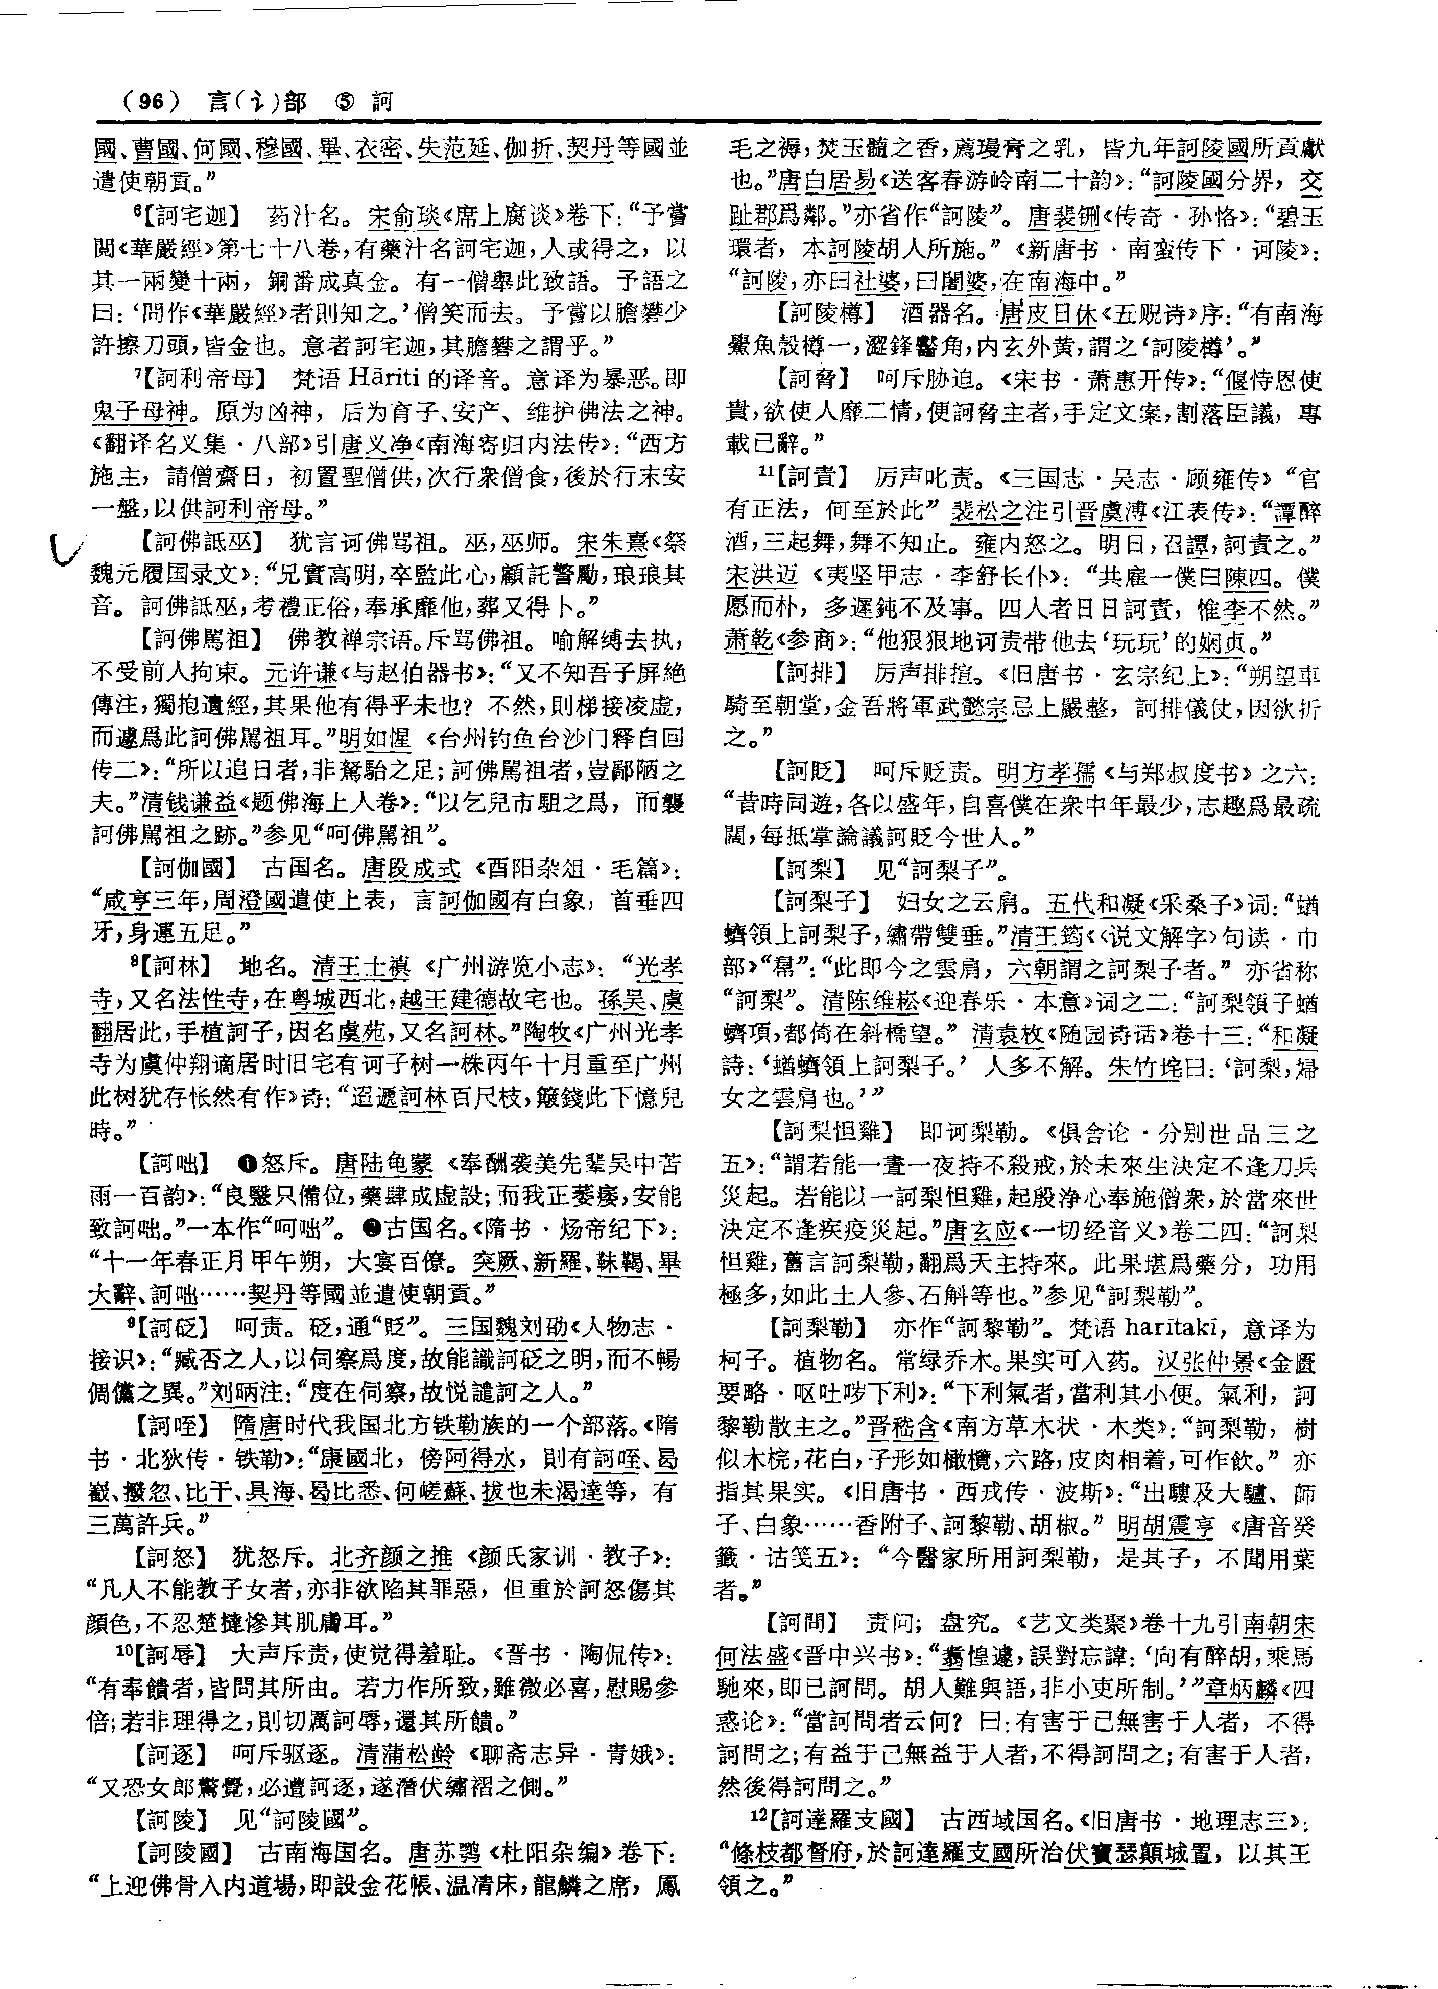 (96) 言(讠)部 ⑤ 訶
國、曹國、何國、穆國、畢、衣密、失范延、伽折、契丹等國並
遣使朝貢。”
⁶【訶宅迦】 药汁名。宋俞琰《席上腐谈》卷下：“予嘗
閲《華嚴經》第七十八卷，有藥汁名訶宅迦，人或得之，以
其一兩變十兩，銅番成真金。有一僧舉此致語。予語之
曰：‘問作《華嚴經》者則知之。’僧笑而去。予嘗以膽礬少
許擦刀頭，皆金也。意者訶宅迦，其膽礬之謂乎。”
⁷【訶利帝母】 梵语 Hāriti 的译音。意译为暴恶。即
鬼子母神。原为凶神，后为育子、安产、维护佛法之神。
《翻译名义集·八部》引唐义净《南海寄归内法传》：“西方
施主，請僧齋日，初置聖僧供，次行衆僧食，後於行末安
一盤，以供訶利帝母。”
【訶佛詆巫】 犹言诃佛骂祖。巫，巫师。宋朱熹《祭
魏元履国录文》：“兄實高明，卒監此心，顧託警勵，琅琅其
音。訶佛詆巫，考禮正俗，奉承靡他，葬又得卜。”
【訶佛駡祖】 佛教禅宗语。斥骂佛祖。喻解缚去执，
不受前人拘束。元许谦《与赵伯器书》：“又不知吾子屏絶
傳注，獨抱遺經，其果他有得乎未也？不然，則梯接凌虚，
而遽爲此訶佛駡祖耳。”明如惺《台州钓鱼台沙门释自回
传二》：“所以追日者，非駑駘之足；訶佛駡祖者，豈鄙陋之
夫。”清钱谦益《题佛海上人卷》：“以乞兒市駔之爲，而襲
訶佛駡祖之跡。”参见“呵佛駡祖”。
【訶伽國】 古国名。唐段成式《酉阳杂俎·毛篇》：
“咸亨三年，周澄國遣使上表，言訶伽國有白象，首垂四
牙，身運五足。”
⁸【訶林】 地名。清王士禛《广州游览小志》：“光孝
寺，又名法性寺，在粤城西北，越王建德故宅也。孫吴、虞
翻居此，手植訶子，因名虞苑，又名訶林。”陶牧《广州光孝
寺为虞仲翔谪居时旧宅有诃子树一株丙午十月重至广州
此树犹存怅然有作》诗：“迢遞訶林百尺枝，簸錢此下憶兒
時。”
【訶咄】 ❶怒斥。唐陆龟蒙《奉酬袭美先辈吴中苦
雨一百韵》：“良醫只備位，藥肆成虚設；而我正萎痿，安能
致訶咄。”一本作“呵咄”。❷古国名。《隋书·炀帝纪下》：
“十一年春正月甲午朔，大宴百僚。突厥、新羅、靺鞨、畢
大辭、訶咄……契丹等國並遣使朝貢。”
⁹【訶砭】 呵责。砭，通“贬”。三国魏刘劭《人物志·
接识》：“臧否之人，以伺察爲度，故能識訶砭之明，而不暢
倜儻之異。”刘昞注：“度在伺察，故悦譴訶之人。”
【訶咥】 隋唐时代我国北方铁勒族的一个部落。《隋
书·北狄传·铁勒》：“康國北，傍阿得水，則有訶咥、曷
嶻、撥忽、比干、具海、曷比悉、何嵯蘇、拔也末渴達等，有
三萬許兵。”
【訶怒】 犹怒斥。北齐颜之推《颜氏家训·教子》：
“凡人不能教子女者，亦非欲陷其罪惡，但重於訶怒傷其
顔色，不忍楚撻慘其肌膚耳。”
¹⁰【訶辱】 大声斥责，使觉得羞耻。《晋书·陶侃传》：
“有奉饋者，皆問其所由。若力作所致，雖微必喜，慰賜參
倍；若非理得之，則切厲訶辱，還其所饋。”
【訶逐】 呵斥驱逐。清蒲松龄《聊斋志异·青娥》：
“又恐女郎驚覺，必遭訶逐，遂潛伏繡褶之側。”
【訶陵】 见“訶陵國”。
【訶陵國】 古南海国名。唐苏鹗《杜阳杂编》卷下：
“上迎佛骨入内道場，即設金花帳、温清床，龍鱗之席，鳳
毛之褥，焚玉髓之香，薦瓊膏之乳，皆九年訶陵國所貢獻
也。”唐白居易《送客春游岭南二十韵》：“訶陵國分界，交
趾郡爲鄰。”亦省作“訶陵”。唐裴铏《传奇·孙恪》：“碧玉
環者，本訶陵胡人所施。”《新唐书·南蛮传下·诃陵》：
“訶陵，亦曰社婆，曰闍婆，在南海中。”
【訶陵樽】 酒器名。唐皮日休《五贶诗》序：“有南海
鱟魚殼樽一，澀鋒齾角，内玄外黄，謂之‘訶陵樽’。”
【訶脅】 呵斥胁迫。《宋书·萧惠开传》：“偃恃恩使
貴，欲使人靡二情，便訶脅主者，手定文案，割落臣議，專
載已辭。”
¹¹【訶責】 厉声叱责。《三国志·吴志·顾雍传》“官
有正法，何至於此”裴松之注引晋虞溥《江表传》：“譚醉
酒，三起舞，舞不知止。雍内怒之。明日，召譚，訶責之。”
宋洪迈《夷坚甲志·李舒长仆》：“共雇一僕曰陳四。僕
愿而朴，多遲鈍不及事。四人者日日訶責，惟李不然。”
萧乾《参商》：“他狠狠地诃责带他去‘玩玩’的娴贞。”
【訶排】 厉声排揎。《旧唐书·玄宗纪上》：“朔望車
騎至朝堂，金吾將軍武懿宗忌上嚴整，訶排儀仗，因欲折
之。”
【訶貶】 呵斥贬责。明方孝孺《与郑叔度书》之六：
“昔時同遊，各以盛年，自喜僕在衆中年最少，志趣爲最疏
闊，每抵掌論議訶貶今世人。”
【訶梨】 见“訶梨子”。
【訶梨子】 妇女之云肩。五代和凝《采桑子》词：“蝤
蠐領上訶梨子，繡帶雙垂。”清王筠《〈说文解字〉句读·巾
部》“帬”：“此即今之雲肩，六朝謂之訶梨子者。”亦省称
“訶梨”。清陈维崧《迎春乐·本意》词之二：“訶梨領子蝤
蠐項，都倚在斜橋望。”清袁枚《随园诗话》卷十三：“和凝
詩：‘蝤蠐領上訶梨子。’人多不解。朱竹垞曰：‘訶梨，婦
女之雲肩也。’”
【訶梨怛雞】 即诃梨勒。《俱舍论·分别世品三之
五》：“謂若能一晝一夜持不殺戒，於未來生決定不逢刀兵
災起。若能以一訶梨怛雞，起殷浄心奉施僧衆，於當來世
決定不逢疾疫災起。”唐玄应《一切经音义》卷二四：“訶梨
怛雞，舊言訶梨勒，翻爲天主持來。此果堪爲藥分，功用
極多，如此土人參、石斛等也。”参见“訶梨勒”。
【訶梨勒】 亦作“訶黎勒”。梵语 harītakī，意译为
柯子。植物名。常绿乔木。果实可入药。汉张仲景《金匮
要略·呕吐哕下利》：“下利氣者，當利其小便。氣利，訶
黎勒散主之。”晋嵇含《南方草木状·木类》：“訶梨勒，樹
似木梡，花白，子形如橄欖，六路，皮肉相着，可作飲。”亦
指其果实。《旧唐书·西戎传·波斯》：“出騣及大驢、師
子、白象……香附子、訶黎勒、胡椒。”明胡震亨《唐音癸
籤·诂笺五》：“今醫家所用訶梨勒，是其子，不聞用葉
者。”
【訶問】 责问；盘究。《艺文类聚》卷十九引南朝宋
何法盛《晋中兴书》：“翥惶遽，誤對忘諱：‘向有醉胡，乘馬
馳來，即已訶問。胡人難與語，非小吏所制。’”章炳麟《四
惑论》：“當訶問者云何？曰：有害于己無害于人者，不得
訶問之；有益于己無益于人者，不得訶問之；有害于人者，
然後得訶問之。”
¹²【訶達羅支國】 古西域国名。《旧唐书·地理志三》：
“條枝都督府，於訶達羅支國所治伏寶瑟顛城置，以其王
領之。”